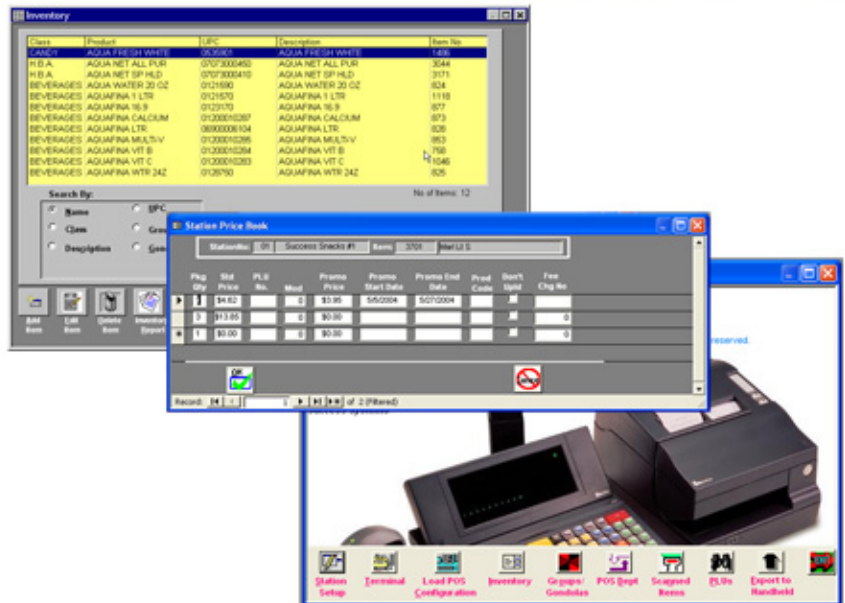 Inventory
Class Product UPC Description Item No
CANDY AQUA FRESH WHITE 0535901 AQUA FRESH WHITE 1486
H.B.A. AQUA NET ALL PUR 07073000450 AQUA NET ALL PUR 3044
H.B.A. AQUA NET SP HLD 07073000410 AQUA NET SP HLD 3171
BEVERAGES AQUA WATER 20 OZ 0121590 AQUA WATER 20 OZ 824
BEVERAGES AQUAFINA 1 LTR 0121570 AQUAFINA 1 LTR 1118
BEVERAGES AQUAFINA 16.9 0123170 AQUAFINA 16.9 877
BEVERAGES AQUAFINA CALCIUM 01200010287 AQUAFINA CALCIUM 873
BEVERAGES AQUAFINA LTR 06900006104 AQUAFINA LTR 828
BEVERAGES AQUAFINA MULTI-V 01200010285 AQUAFINA MULTI-V 853
BEVERAGES AQUAFINA VIT B 01200010284 AQUAFINA VIT B 758
BEVERAGES AQUAFINA VIT C 01200010283 AQUAFINA VIT C 1046
BEVERAGES AQUAFINA WTR 24Z 0128750 AQUAFINA WTR 24Z 825
Search By: No of Items: 12
Name UPC
Class
Description
Add Item
Edit Item
Delete Item
Inventory Report
Station Price Book
StationNo: 01 Success Snacks #1 Item: 3701 Marl Lt S
Pkg Qty Std Price PLU No. Mod Promo Price Promo Start Date Promo End Date Prod Code Don't Upld Fee Chg No
1 $4.62 0 $3.95 5/5/2004 5/27/2004
3 $13.85 0 $0.00 0
1 $0.00 0 $0.00 0
OK
Record: 1 of 2 (Filtered)
reserved.
Success Systems
Station Setup
Terminal
Load POS Configuration
Inventory
Groups/ Gondolas
POS Dept
Scanned Items
PLUs
Export to Handheld